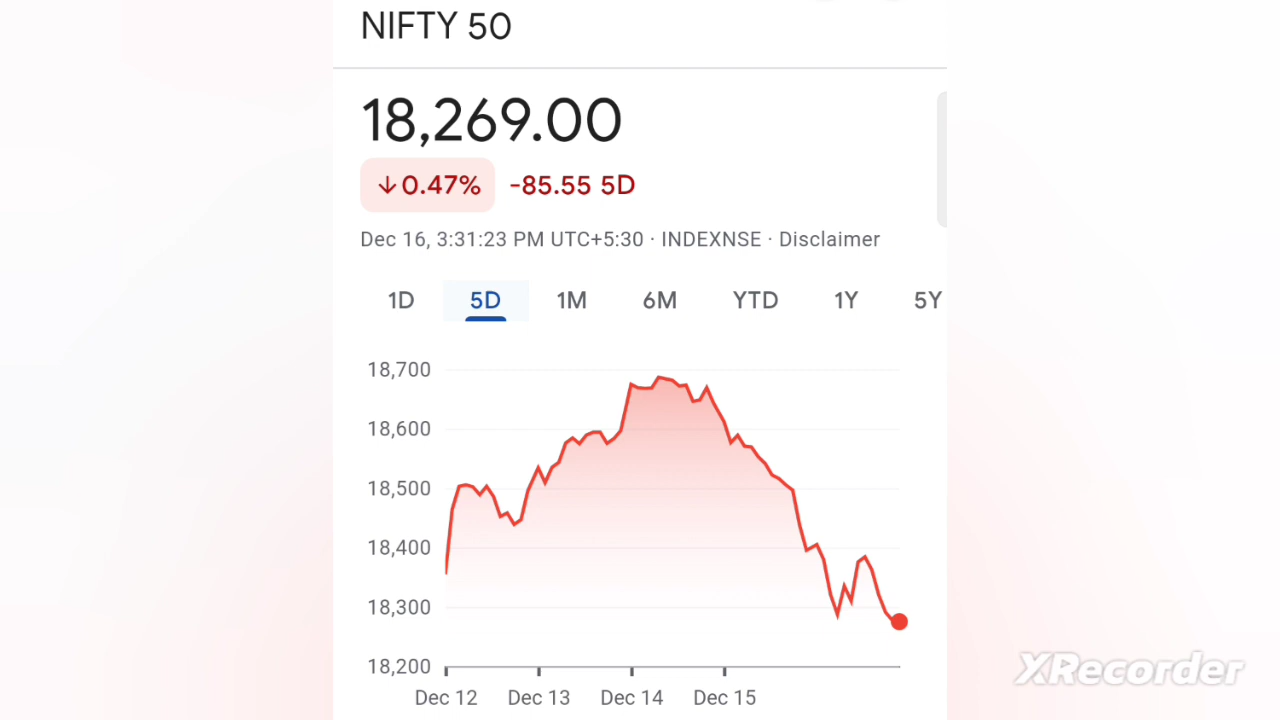 NIFTY 50
18,269.00
↓0.47% -85.55 5D
Dec 16, 3:31:23 PM UTC+5:30 · INDEXNSE · Disclaimer
1D 5D 1M 6M YTD 1Y 5Y
18,700
18,600
18,500
18,400
18,300
18,200
Dec 12 Dec 13 Dec 14 Dec 15
XRecorder